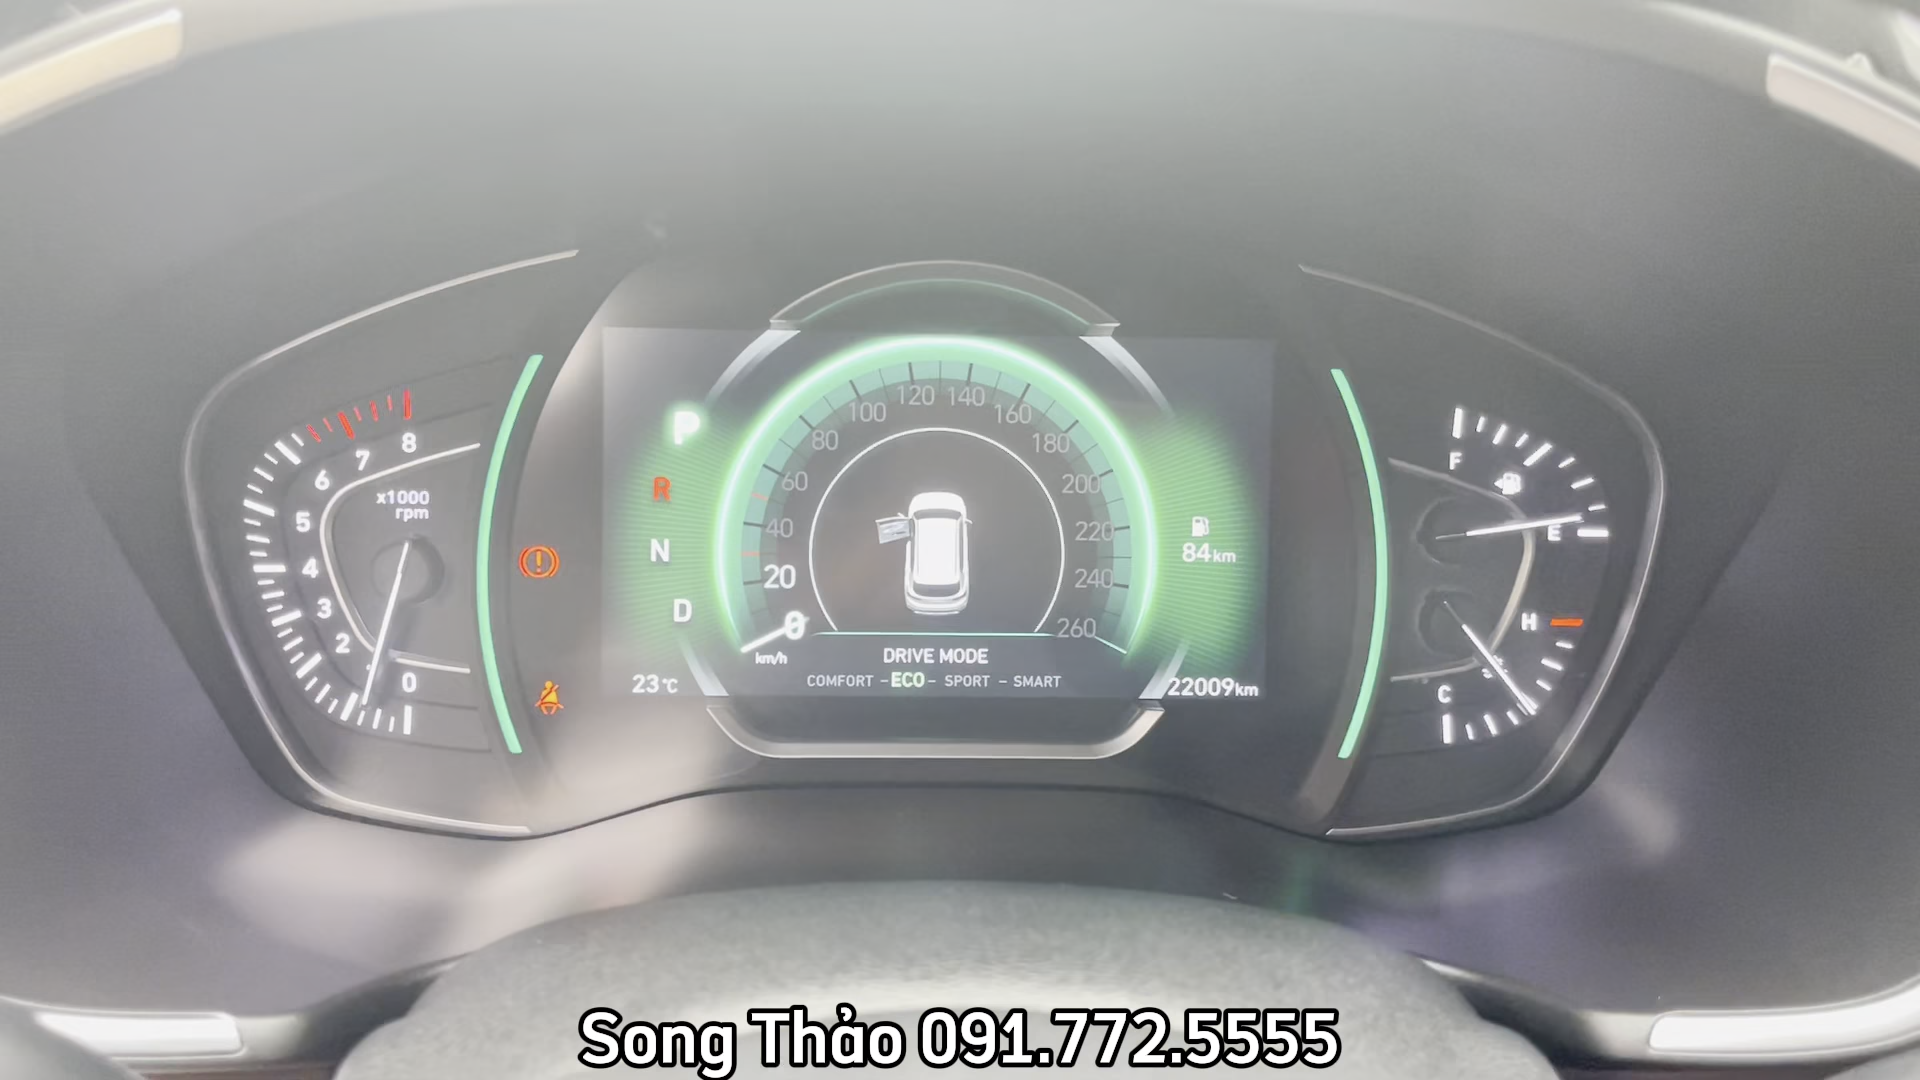 8
7
6
5
4
3
2
0
x1000
rpm
P
R
N
D
0
20
40
60
80
100
120
140
160
180
200
220
240
260
km/h
84km
DRIVE MODE
COMFORT - ECO - SPORT - SMART
23°C
22009km
F
E
H
C
Song Thảo 091.772.5555